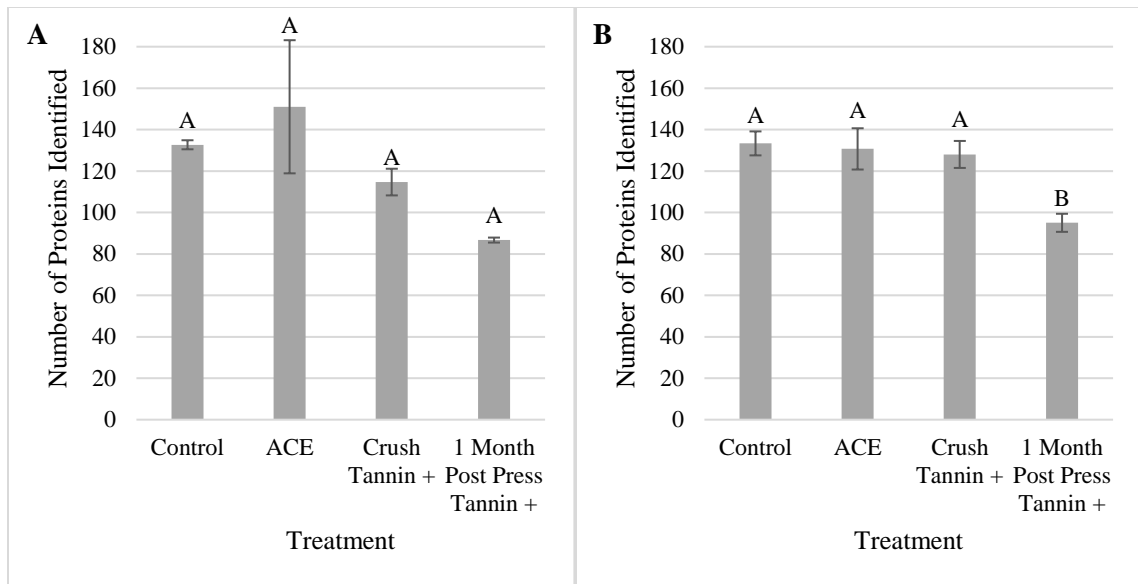 A
Number of Proteins Identified
180
160
140
120
100
80
60
40
20
0
A
A
A
A
Control
ACE
Crush
Tannin +
1 Month
Post Press
Tannin +
Treatment
B
Number of Proteins Identified
180
160
140
120
100
80
60
40
20
0
A
A
A
B
Control
ACE
Crush
Tannin +
1 Month
Post Press
Tannin +
Treatment